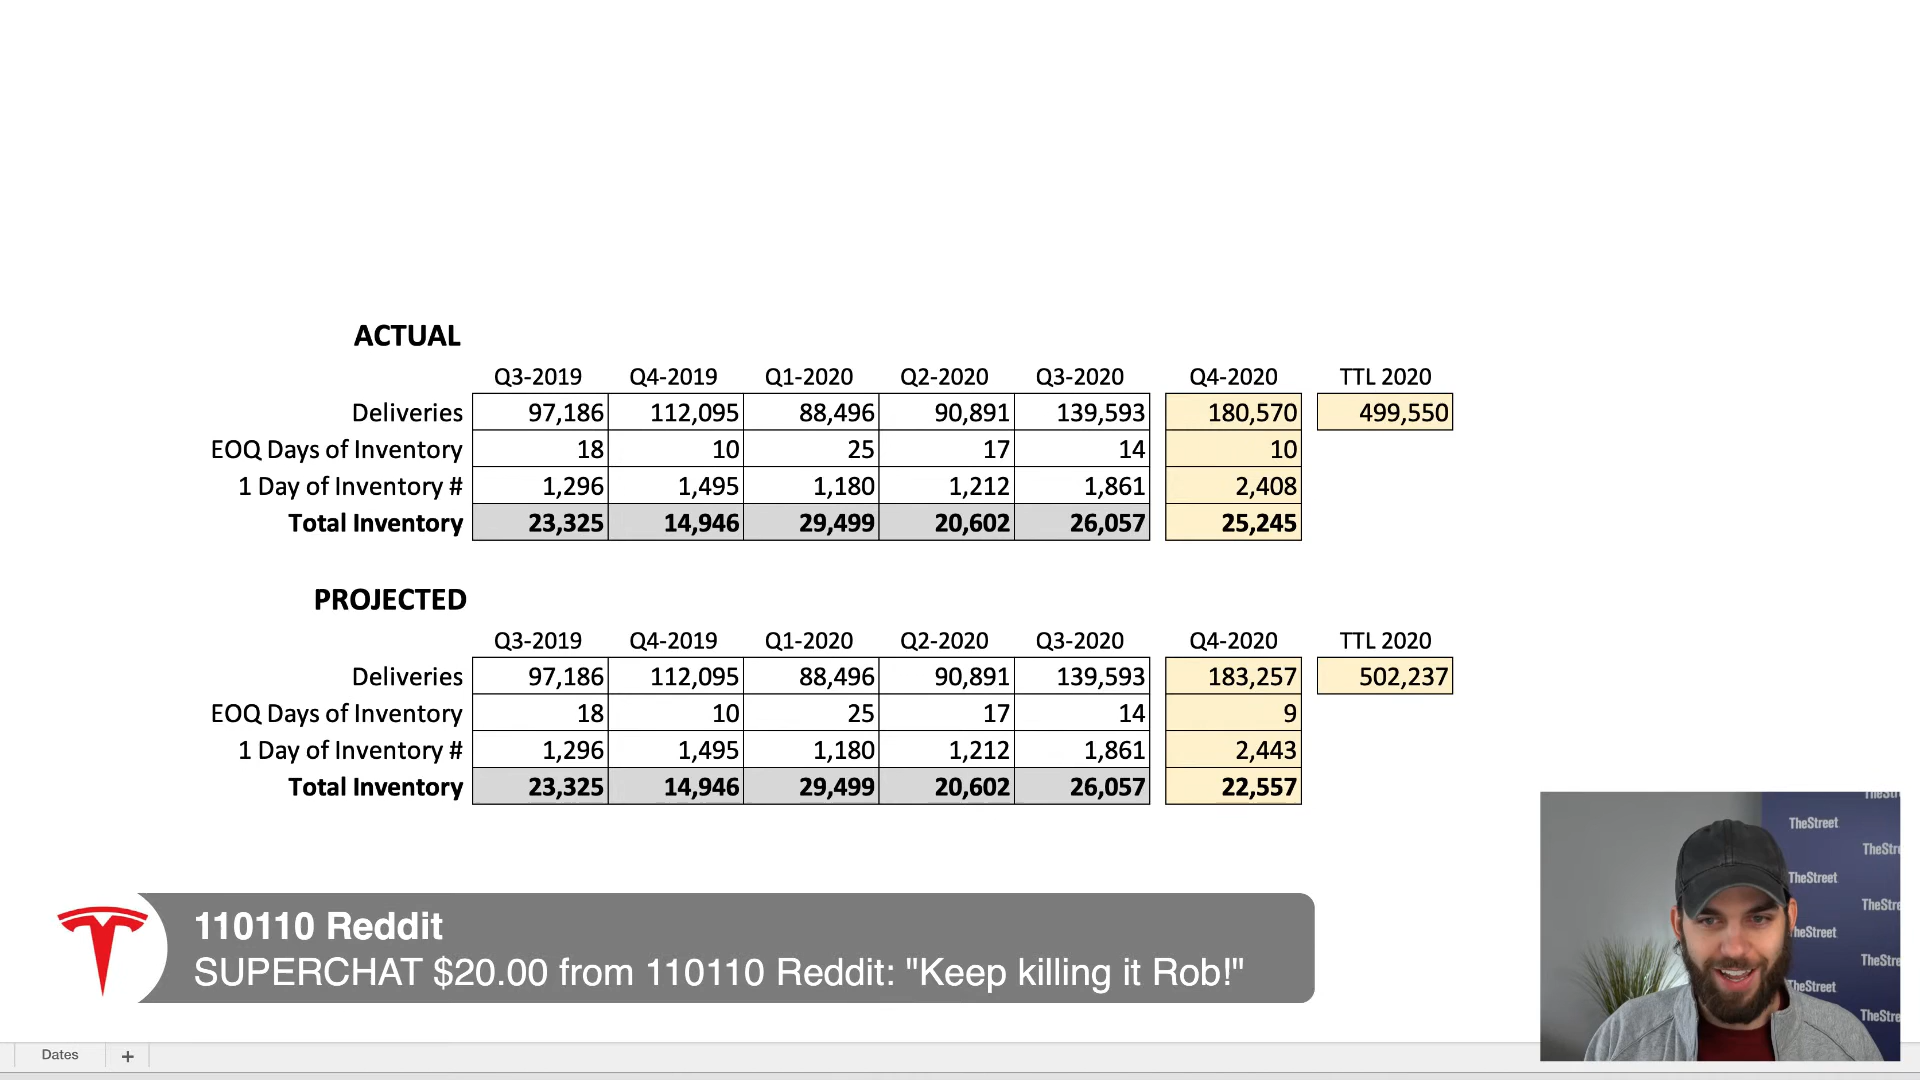 ACTUAL
Q3-2019 Q4-2019 Q1-2020 Q2-2020 Q3-2020 Q4-2020 TTL 2020
Deliveries 97,186 112,095 88,496 90,891 139,593 180,570 499,550
EOQ Days of Inventory 18 10 25 17 14 10
1 Day of Inventory # 1,296 1,495 1,180 1,212 1,861 2,408
Total Inventory 23,325 14,946 29,499 20,602 26,057 25,245
PROJECTED
Q3-2019 Q4-2019 Q1-2020 Q2-2020 Q3-2020 Q4-2020 TTL 2020
Deliveries 97,186 112,095 88,496 90,891 139,593 183,257 502,237
EOQ Days of Inventory 18 10 25 17 14 9
1 Day of Inventory # 1,296 1,495 1,180 1,212 1,861 2,443
Total Inventory 23,325 14,946 29,499 20,602 26,057 22,557
110110 Reddit
SUPERCHAT $20.00 from 110110 Reddit: "Keep killing it Rob!"
TheStreet
TheStr
TheStreet
TheStre
heStreet
TheStre
heStreet
TheStre
Dates +